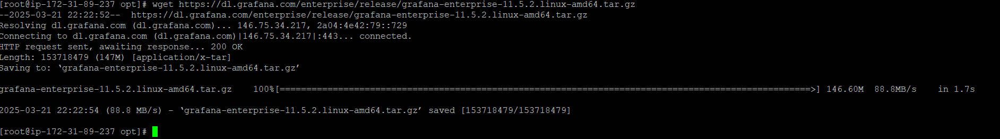 [root@ip-172-31-89-237 opt]# wget https://dl.grafana.com/enterprise/release/grafana-enterprise-11.5.2.linux-amd64.tar.gz
--2025-03-21 22:22:52--  https://dl.grafana.com/enterprise/release/grafana-enterprise-11.5.2.linux-amd64.tar.gz
Resolving dl.grafana.com (dl.grafana.com)... 146.75.34.217, 2a04:4e42:79::729
Connecting to dl.grafana.com (dl.grafana.com)|146.75.34.217|:443... connected.
HTTP request sent, awaiting response... 200 OK
Length: 153718479 (147M) [application/x-tar]
Saving to: ‘grafana-enterprise-11.5.2.linux-amd64.tar.gz’
grafana-enterprise-11.5.2.linux-amd64.tar.gz    100%[====================================================================================================>] 146.60M  88.8MB/s    in 1.7s
2025-03-21 22:22:54 (88.8 MB/s) - ‘grafana-enterprise-11.5.2.linux-amd64.tar.gz’ saved [153718479/153718479]
[root@ip-172-31-89-237 opt]#